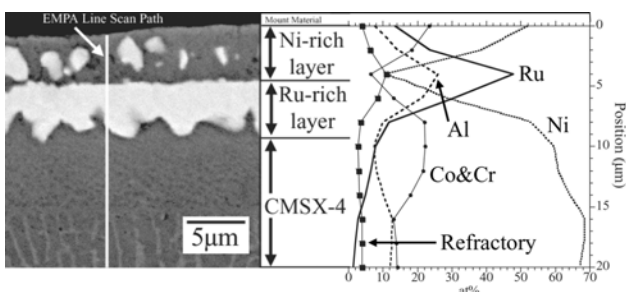 EMPA Line Scan Path
Mount Material
Ni-rich
layer
Ru-rich
layer
CMSX-4
5μm
Ru
Al
Ni
Co&Cr
Refractory
0
5
10
15
20
Position (μm)
0 10 20 30 40 50 60 70
at%